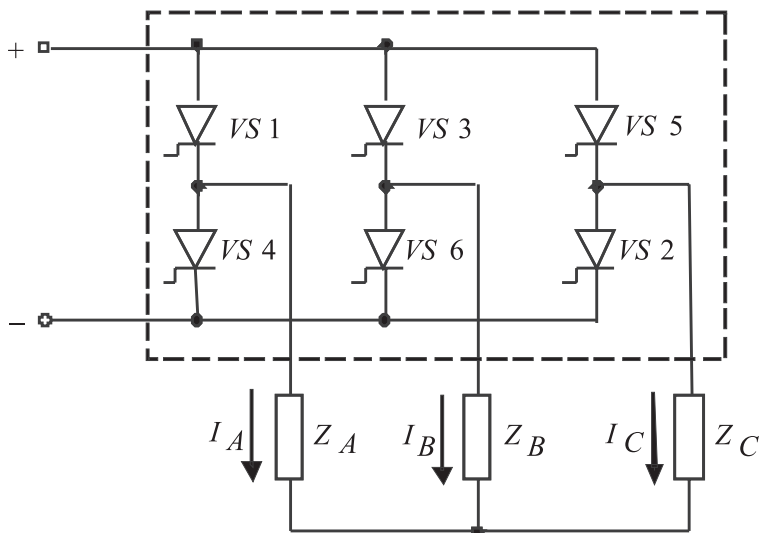 +
VS 1
VS 3
VS 5
VS 4
VS 6
VS 2
–
I A
Z A
I B
Z B
I C
Z C